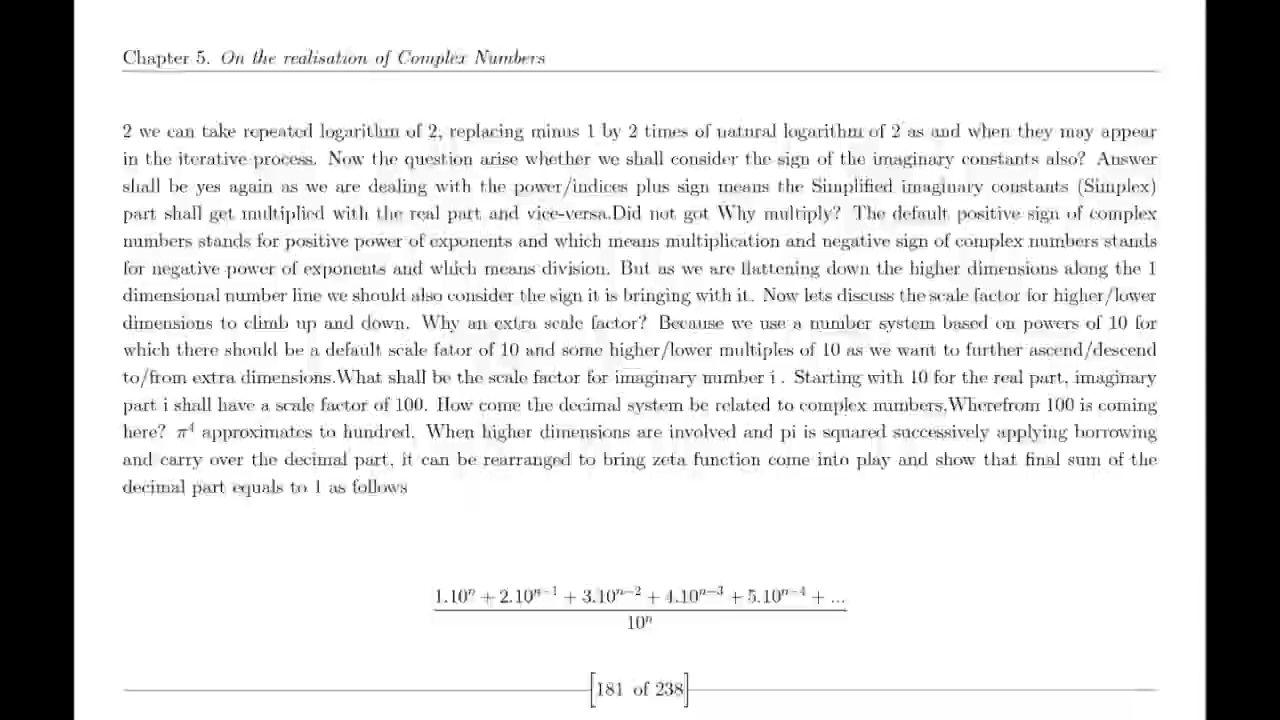 Chapter 5. On the realisation of Complex Numbers
2 we can take repeated logarithm of 2, replacing minus 1 by 2 times of natural logarithm of 2 as and when they may appear
in the iterative process. Now the question arise whether we shall consider the sign of the imaginary constants also? Answer
shall be yes again as we are dealing with the power/indices plus sign means the Simplified imaginary constants (Simplex)
part shall get multiplied with the real part and vice-versa.Did not got Why multiply? The default positive sign of complex
numbers stands for positive power of exponents and which means multiplication and negative sign of complex numbers stands
for negative power of exponents and which means division. But as we are flattening down the higher dimensions along the 1
dimensional number line we should also consider the sign it is bringing with it. Now lets discuss the scale factor for higher/lower
dimensions to climb up and down. Why an extra scale factor? Because we use a number system based on powers of 10 for
which there should be a default scale fator of 10 and some higher/lower multiples of 10 as we want to further ascend/descend
to/from extra dimensions.What shall be the scale factor for imaginary number i . Starting with 10 for the real part, imaginary
part i shall have a scale factor of 100. How come the decimal system be related to complex numbers.Wherefrom 100 is coming
here? π⁴ approximates to hundred. When higher dimensions are involved and pi is squared successively applying borrowing
and carry over the decimal part, it can be rearranged to bring zeta function come into play and show that final sum of the
decimal part equals to 1 as follows
1.10ⁿ + 2.10ⁿ⁻¹ + 3.10ⁿ⁻² + 4.10ⁿ⁻³ + 5.10ⁿ⁻⁴ + ...
10ⁿ
[181 of 238]